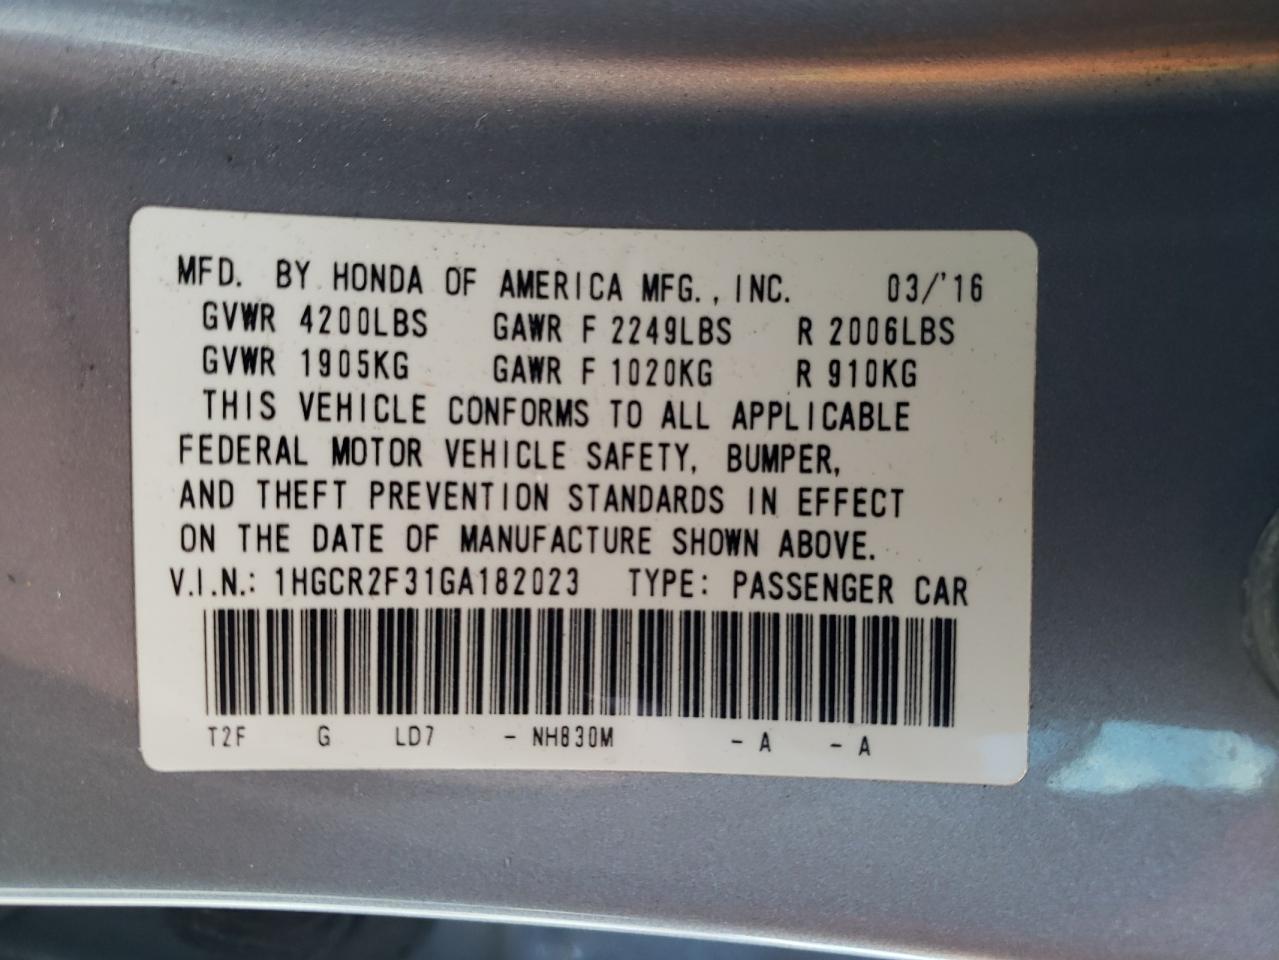 MFD. BY HONDA OF AMERICA MFG., INC. 03/'16
GVWR 4200LBS GAWR F 2249LBS R 2006LBS
GVWR 1905KG GAWR F 1020KG R 910KG
THIS VEHICLE CONFORMS TO ALL APPLICABLE
FEDERAL MOTOR VEHICLE SAFETY, BUMPER,
AND THEFT PREVENTION STANDARDS IN EFFECT
ON THE DATE OF MANUFACTURE SHOWN ABOVE.
V.I.N.: 1HGCR2F31GA182023 TYPE: PASSENGER CAR
T2F G LD7 - NH830M - A - A